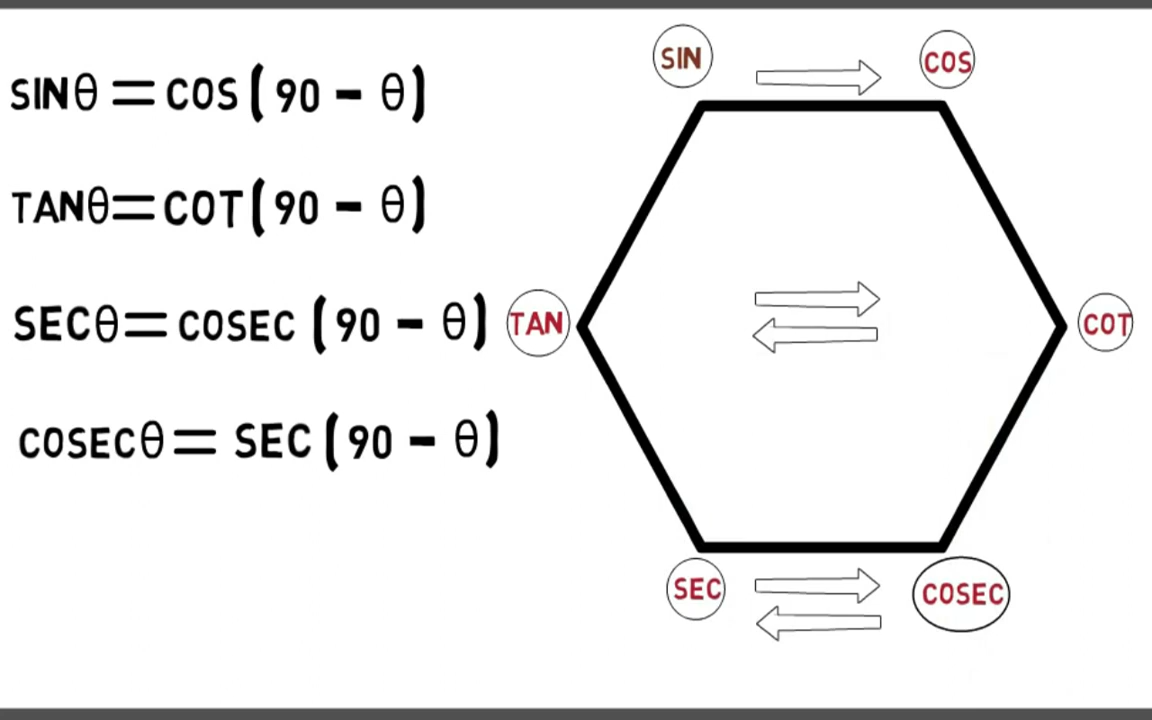 SINθ = COS(90 - θ)
TANθ = COT(90 - θ)
SECθ = COSEC (90 - θ)
COSECθ = SEC(90 - θ)
SIN
COS
TAN
COT
SEC
COSEC